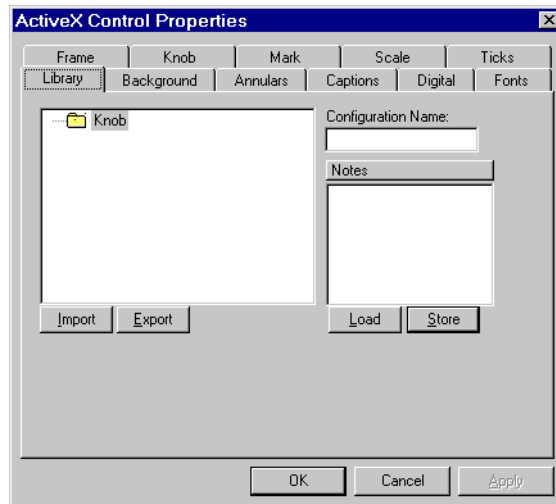 ActiveX Control Properties
Frame Knob Mark Scale Ticks
Library Background Annulars Captions Digital Fonts
Knob
Configuration Name:
Notes
Import Export
Load Store
OK Cancel Apply